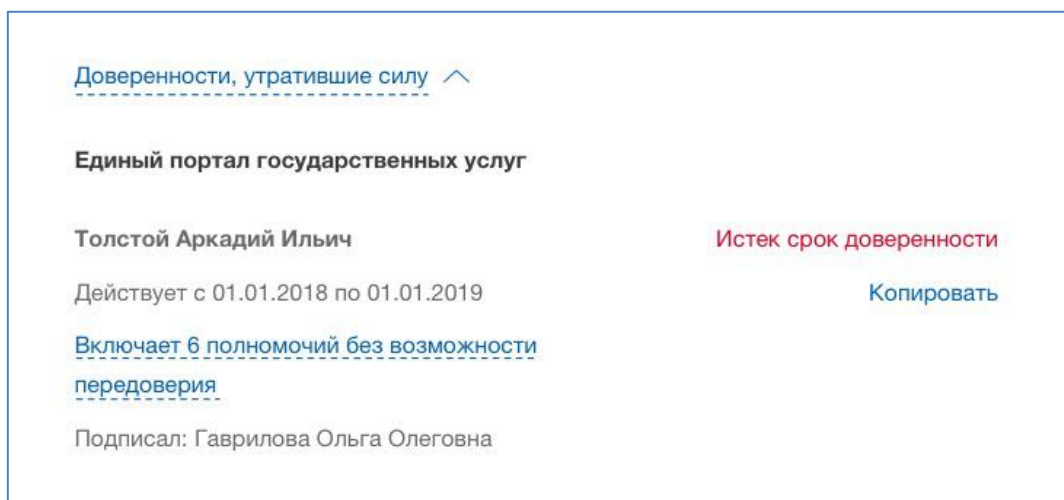 Доверенности, утратившие силу
Единый портал государственных услуг
Толстой Аркадий Ильич
Истек срок доверенности
Действует с 01.01.2018 по 01.01.2019
Копировать
Включает 6 полномочий без возможности
передоверия
Подписал: Гаврилова Ольга Олеговна